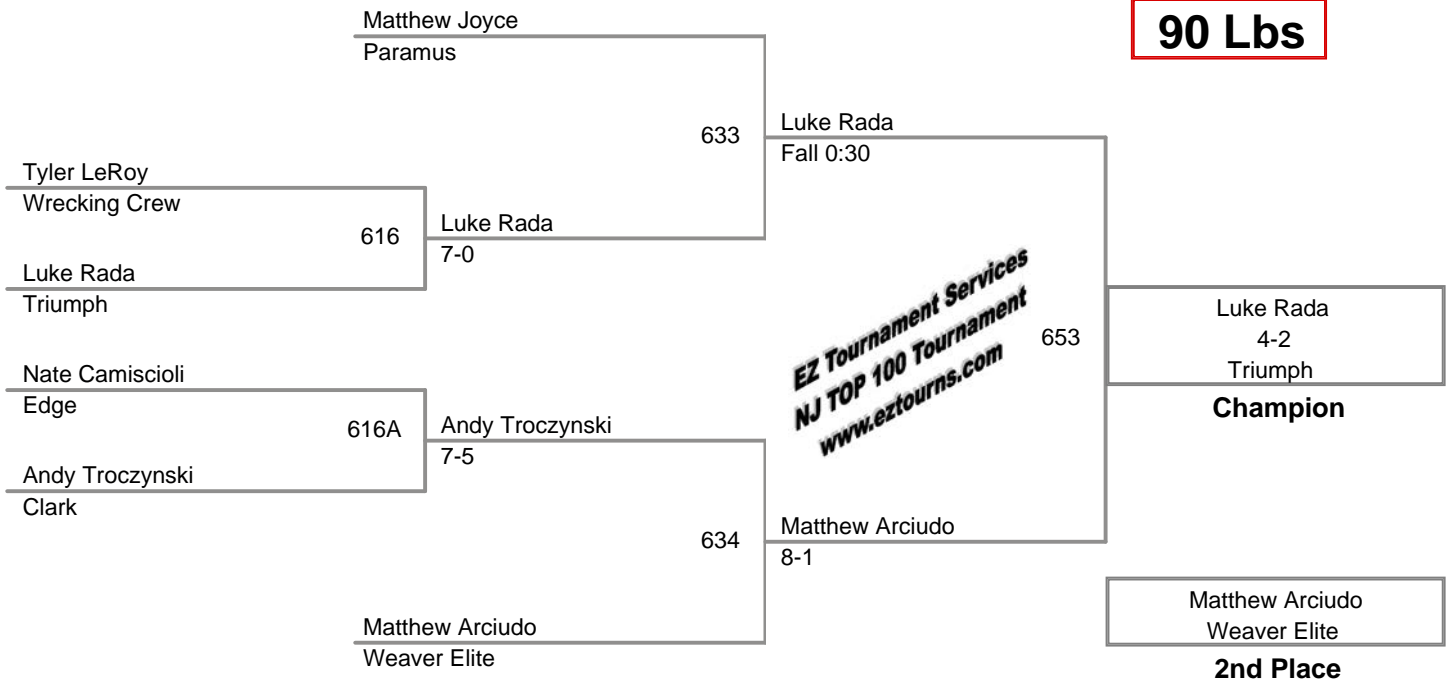 Matthew Joyce
Paramus
90 Lbs
633
Luke Rada
Fall 0:30
Tyler LeRoy
Wrecking Crew
616
Luke Rada
7-0
Luke Rada
Triumph
EZ Tournament Services
NJ TOP 100 Tournament
www.eztourns.com
653
Luke Rada
4-2
Triumph
Champion
Nate Camiscioli
Edge
616A
Andy Troczynski
7-5
Andy Troczynski
Clark
634
Matthew Arciudo
8-1
Matthew Arciudo
Weaver Elite
Matthew Arciudo
Weaver Elite
2nd Place